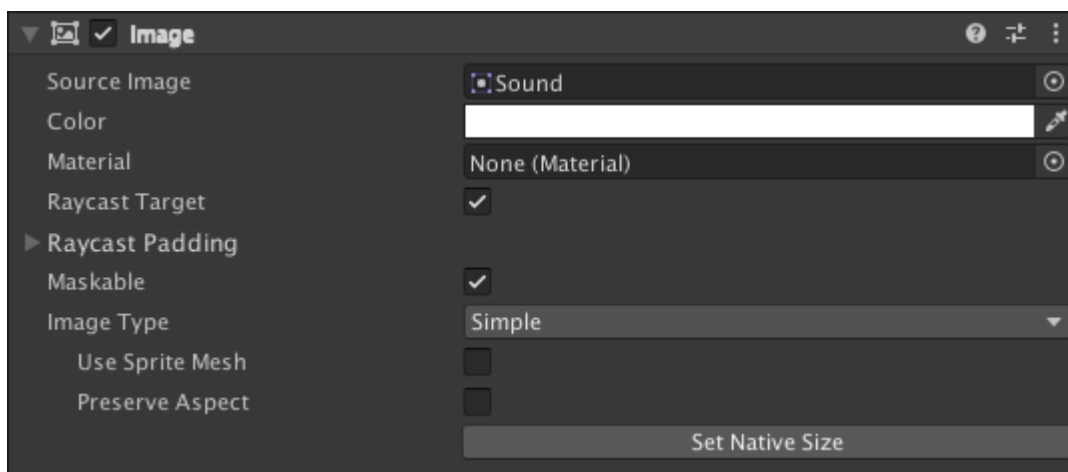 Image
Source Image Sound
Color
Material None (Material)
Raycast Target
Raycast Padding
Maskable
Image Type Simple
Use Sprite Mesh
Preserve Aspect
Set Native Size